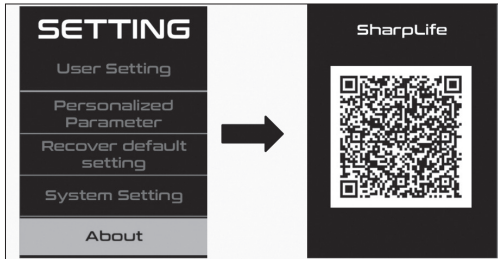 SETTING
User Setting
Personalized
Parameter
Recover default
setting
System Setting
About
SharpLife